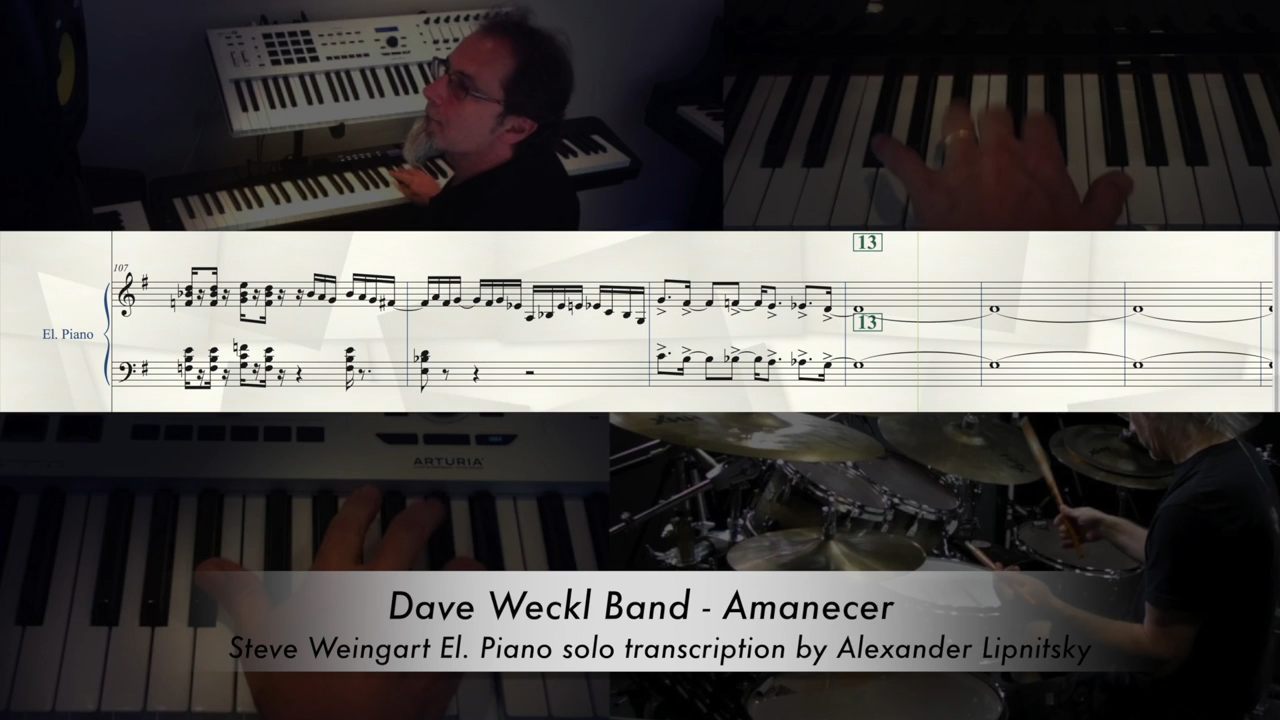 13
107
13
El. Piano
ARTURIA
Dave Weckl Band - Amanecer
Steve Weingart El. Piano solo transcription by Alexander Lipnitsky